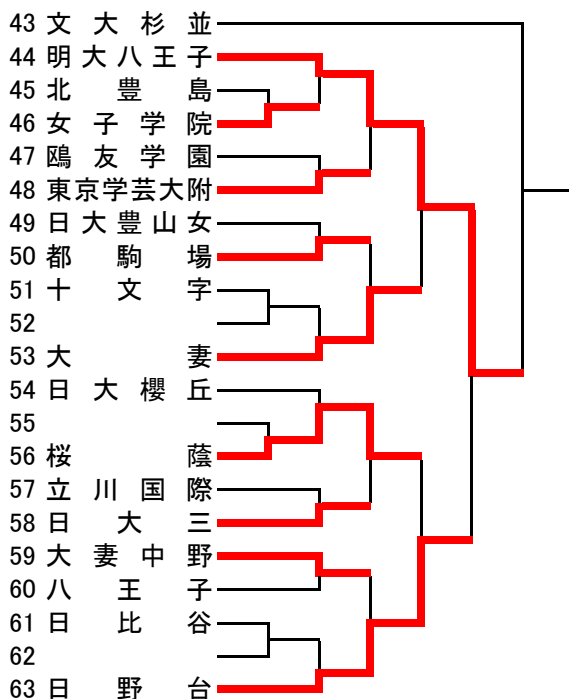 43 文大杉並
44 明大八王子
45 北豊島
46 女子学院
47 鴎友学園
48 東京学芸大附
49 日大豊山女
50 都駒場
51 十文字
52
53 大妻
54 日大櫻丘
55
56 桜蔭
57 立川国際
58 日大三
59 大妻中野
60 八王子
61 日比谷
62
63 日野台